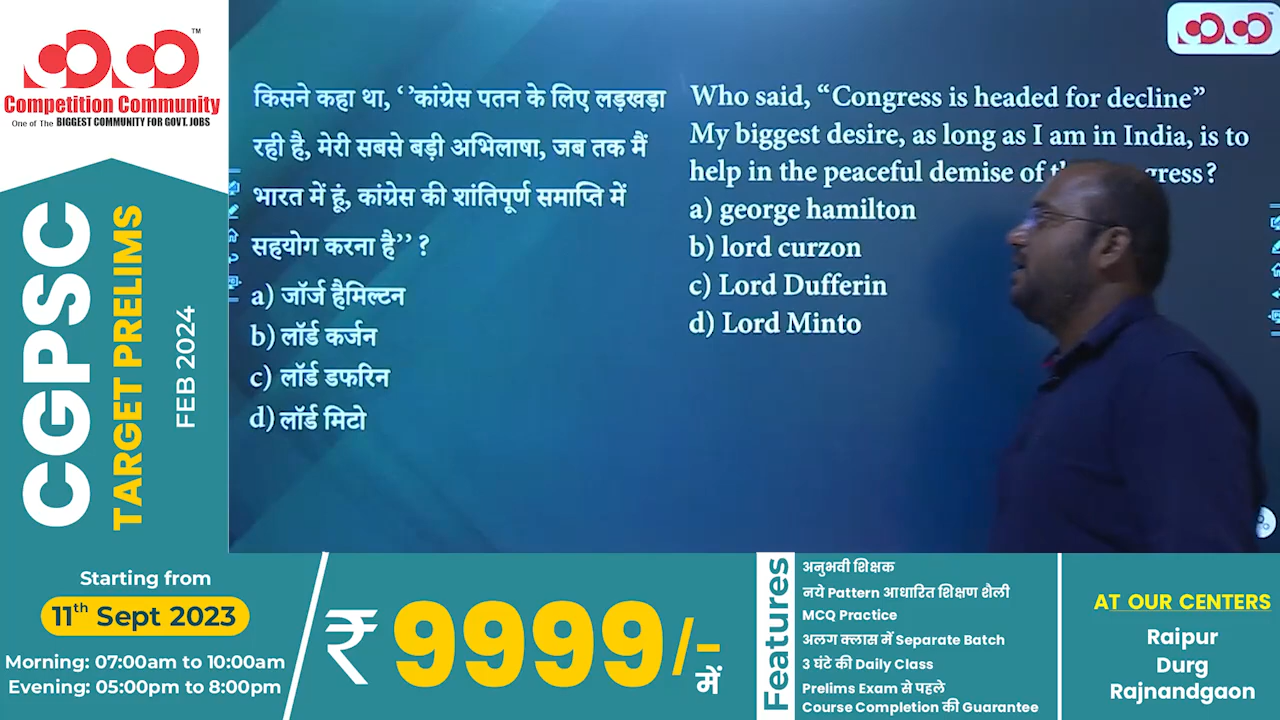 TM
Competition Community
One of The BIGGEST COMMUNITY FOR GOVT. JOBS
CGPSC
TARGET PRELIMS
FEB 2024
किसने कहा था, ‘’कांग्रेस पतन के लिए लड़खड़ा
रही है, मेरी सबसे बड़ी अभिलाषा, जब तक मैं
भारत में हूं, कांग्रेस की शांतिपूर्ण समाप्ति में
सहयोग करना है’’ ?
a) जॉर्ज हैमिल्टन
b) लॉर्ड कर्जन
c) लॉर्ड डफरिन
d) लॉर्ड मिटो
Who said, “Congress is headed for decline”
My biggest desire, as long as I am in India, is to
help in the peaceful demise of gress?
a) george hamilton
b) lord curzon
c) Lord Dufferin
d) Lord Minto
Starting from
11th Sept 2023
Morning: 07:00am to 10:00am
Evening: 05:00pm to 8:00pm
₹ 9999/- में
Features
अनुभवी शिक्षक
नये Pattern आधारित शिक्षण शैली
MCQ Practice
अलग क्लास में Separate Batch
3 घंटे की Daily Class
Prelims Exam से पहले
Course Completion की Guarantee
AT OUR CENTERS
Raipur
Durg
Rajnandgaon